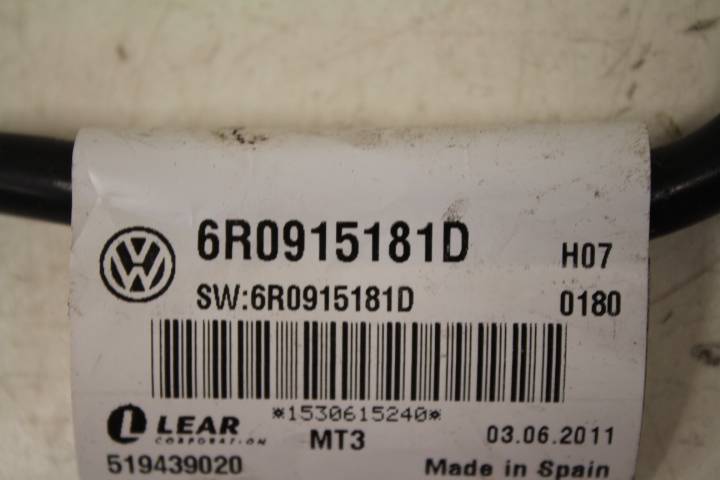 6R0915181D H07
SW:6R0915181D 0180
*1530615240*
LEAR
CORPORATION
MT3 03.06.2011
519439020 Made in Spain